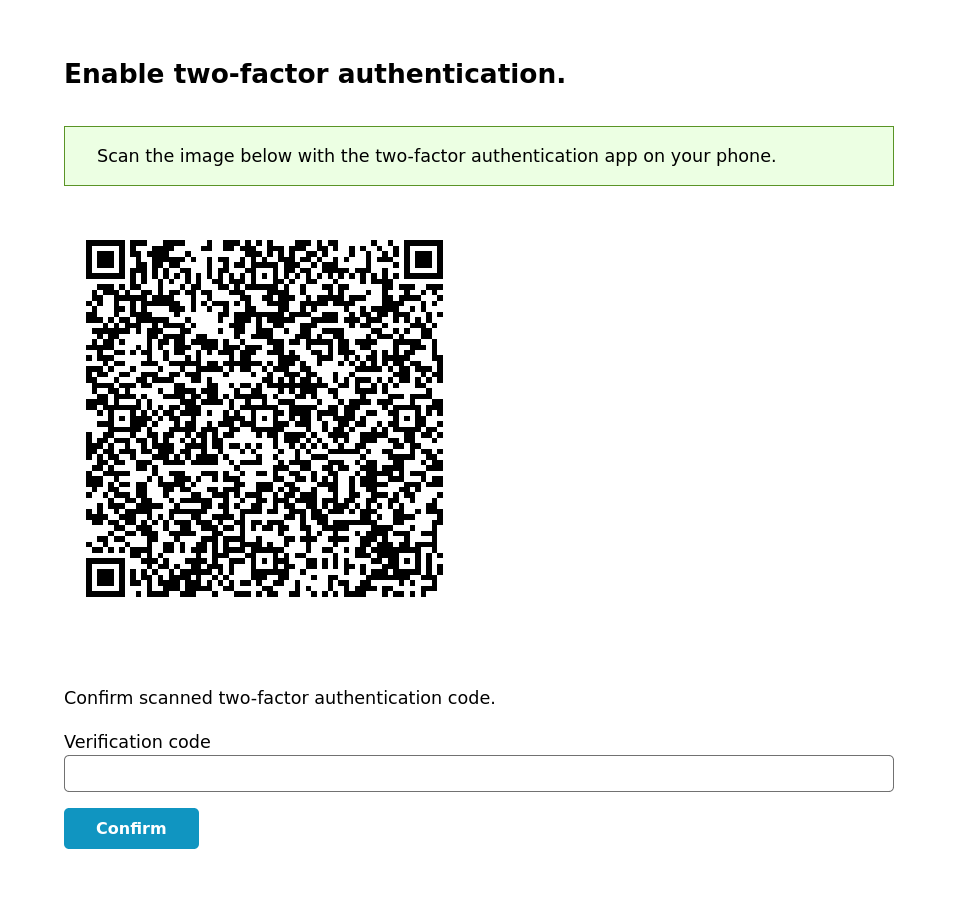 Enable two-factor authentication.
Scan the image below with the two-factor authentication app on your phone.
Confirm scanned two-factor authentication code.
Verification code
Confirm